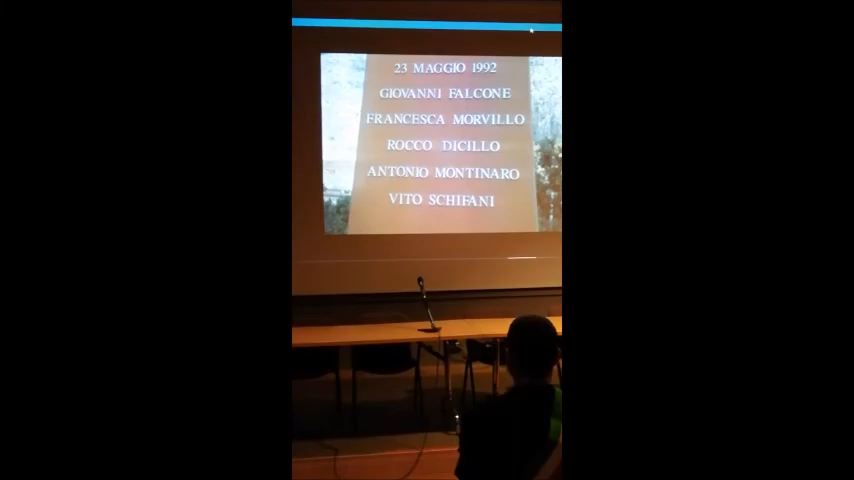 23 MAGGIO 1992
GIOVANNI FALCONE
FRANCESCA MORVILLO
ROCCO DICILLO
ANTONIO MONTINARO
VITO SCHIFANI